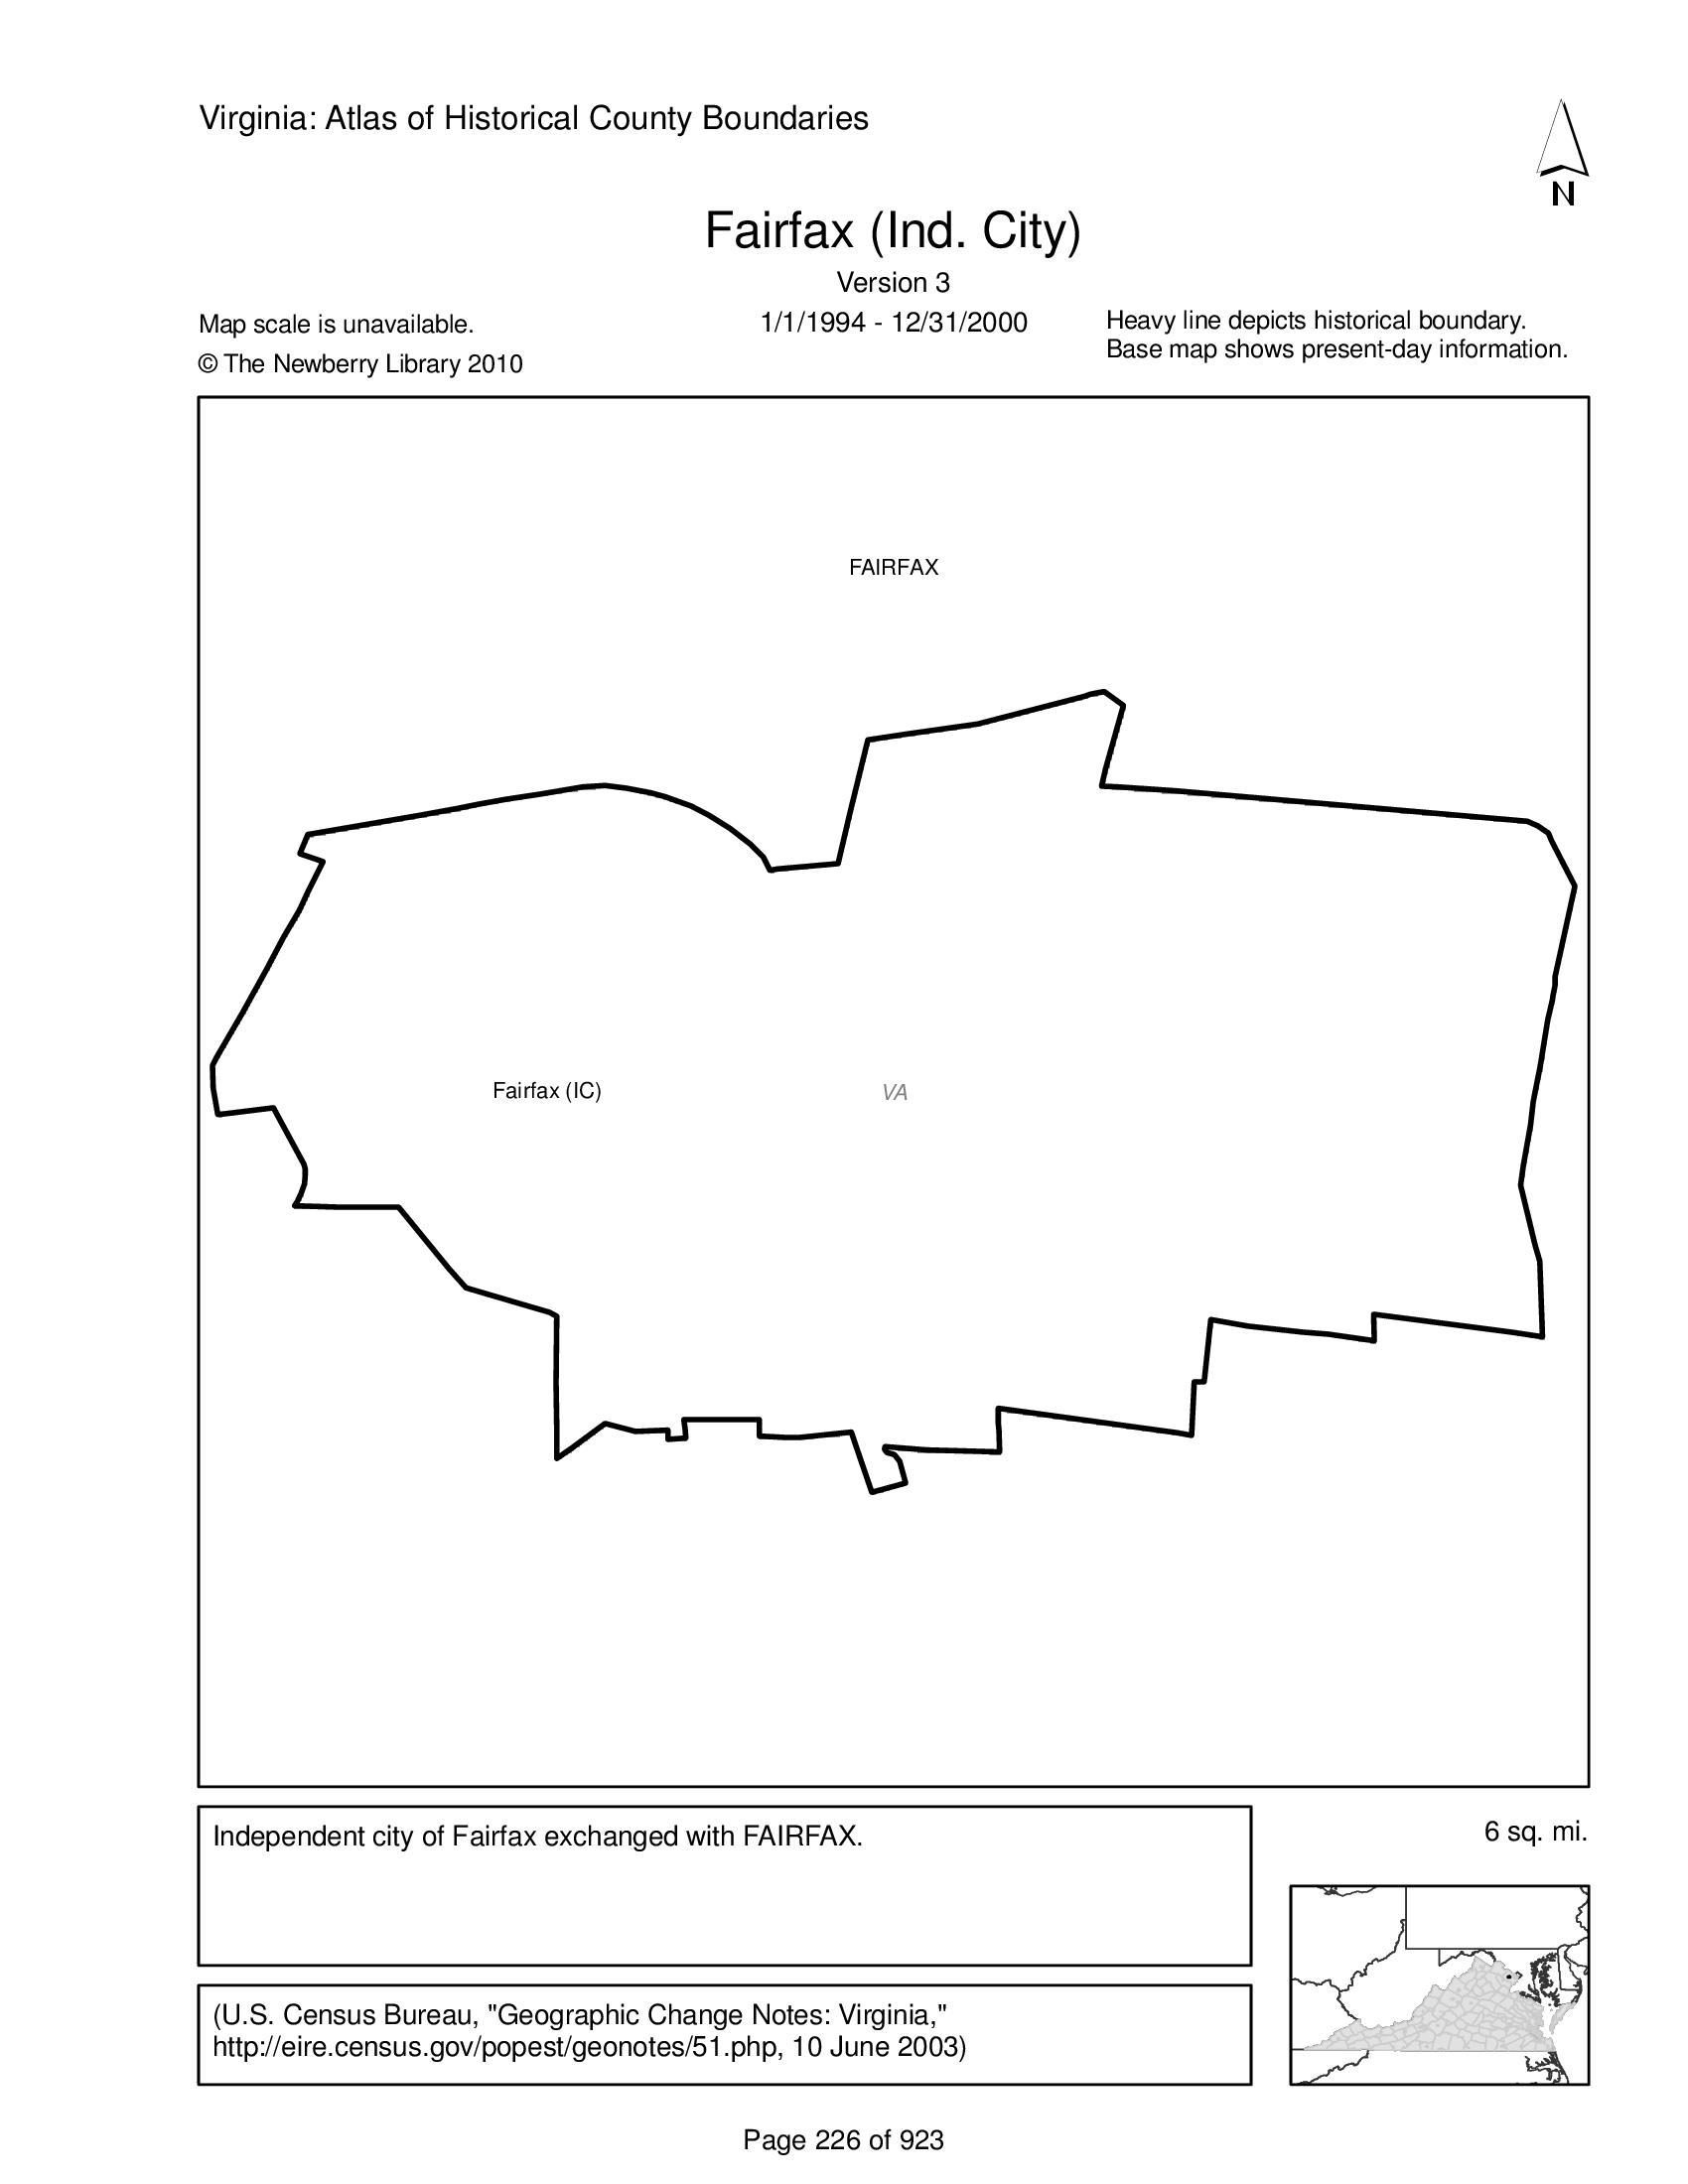 Virginia: Atlas of Historical County Boundaries
N
Fairfax (Ind. City)
Version 3
Map scale is unavailable.
1/1/1994 - 12/31/2000
Heavy line depicts historical boundary.
Base map shows present-day information.
© The Newberry Library 2010
FAIRFAX
Fairfax (IC)
VA
Independent city of Fairfax exchanged with FAIRFAX.
6 sq. mi.
(U.S. Census Bureau, "Geographic Change Notes: Virginia,"
http://eire.census.gov/popest/geonotes/51.php, 10 June 2003)
Page 226 of 923